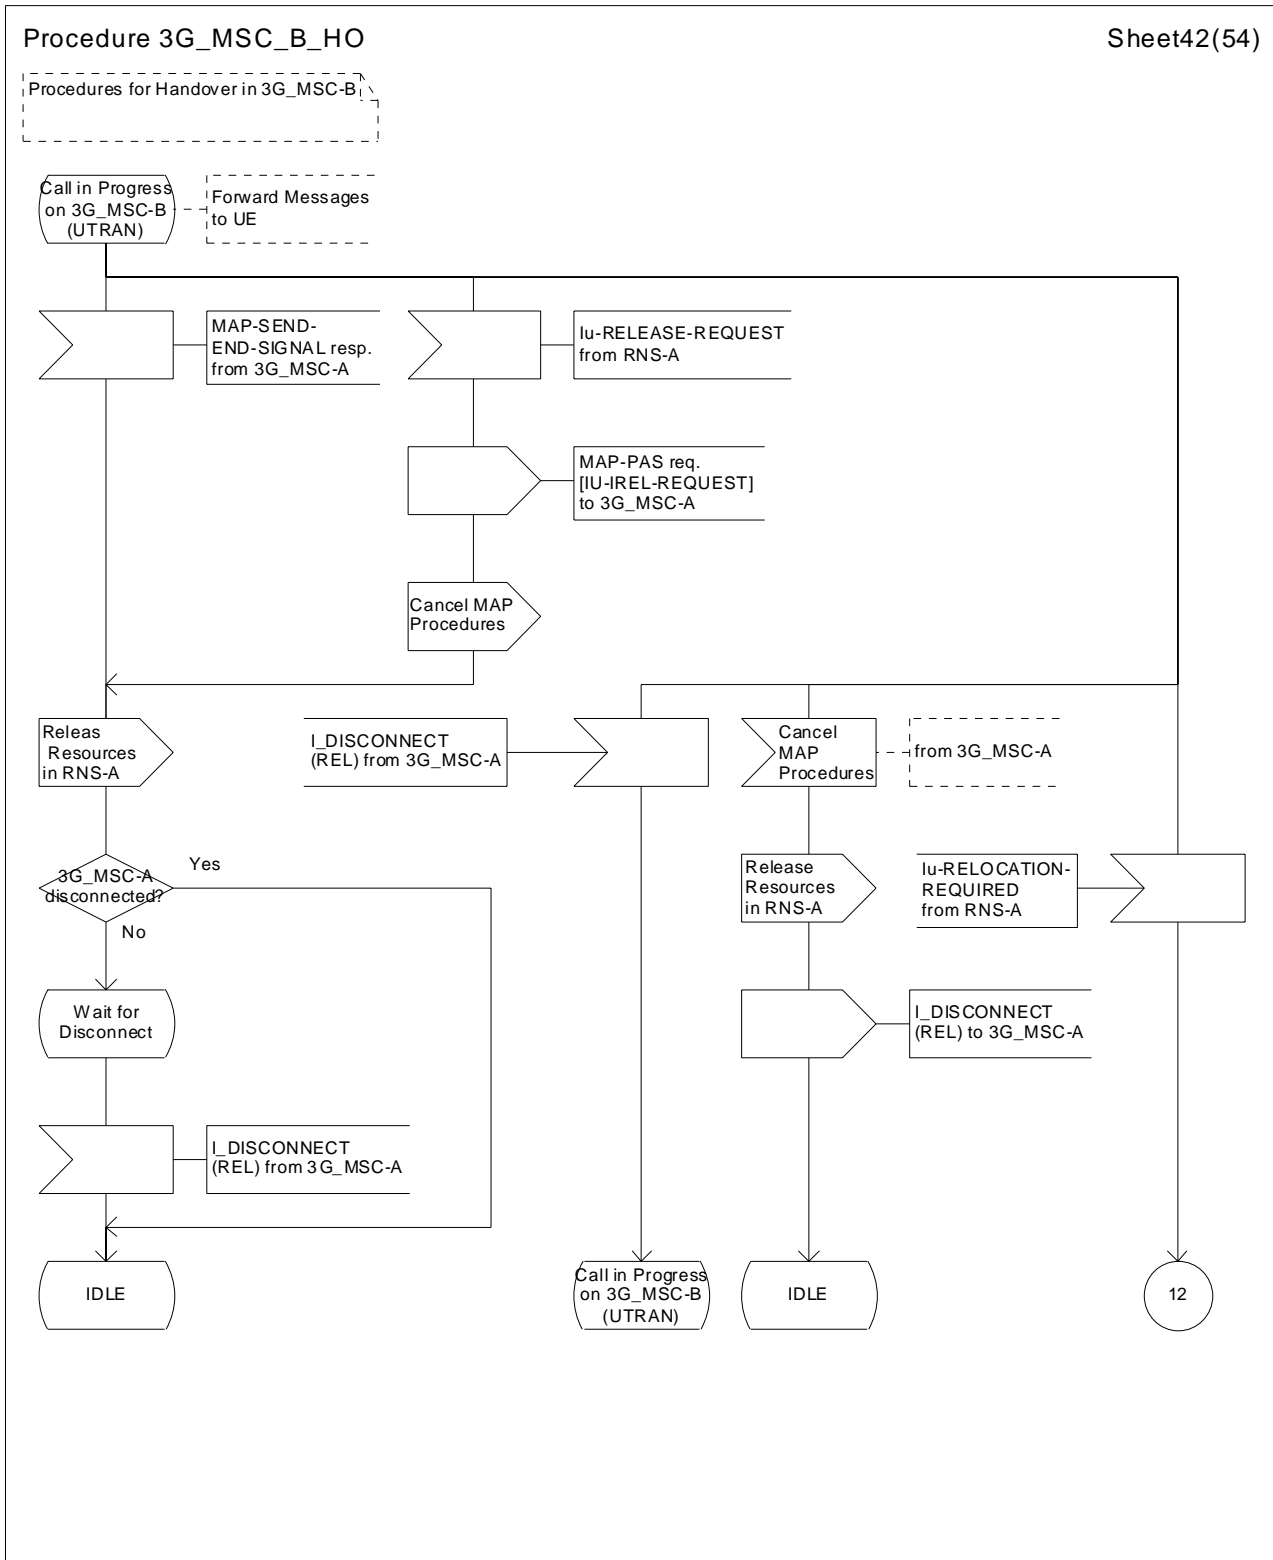 Procedure 3G_MSC_B_HO
Sheet42(54)
Procedures for Handover in 3G_MSC-B
Call in Progress
on 3G_MSC-B
(UTRAN)
Forward Messages
to UE
MAP-SEND-
END-SIGNAL resp.
from 3G_MSC-A
Iu-RELEASE-REQUEST
from RNS-A
MAP-PAS req.
[IU-IREL-REQUEST]
to 3G_MSC-A
Cancel MAP
Procedures
Releas
Resources
in RNS-A
I_DISCONNECT
(REL) from 3G_MSC-A
Cancel
MAP
Procedures
from 3G_MSC-A
3G_MSC-A
disconnected?
Yes
No
Release
Resources
in RNS-A
Iu-RELOCATION-
REQUIRED
from RNS-A
Wait for
Disconnect
I_DISCONNECT
(REL) to 3G_MSC-A
I_DISCONNECT
(REL) from 3G_MSC-A
IDLE
Call in Progress
on 3G_MSC-B
(UTRAN)
IDLE
12